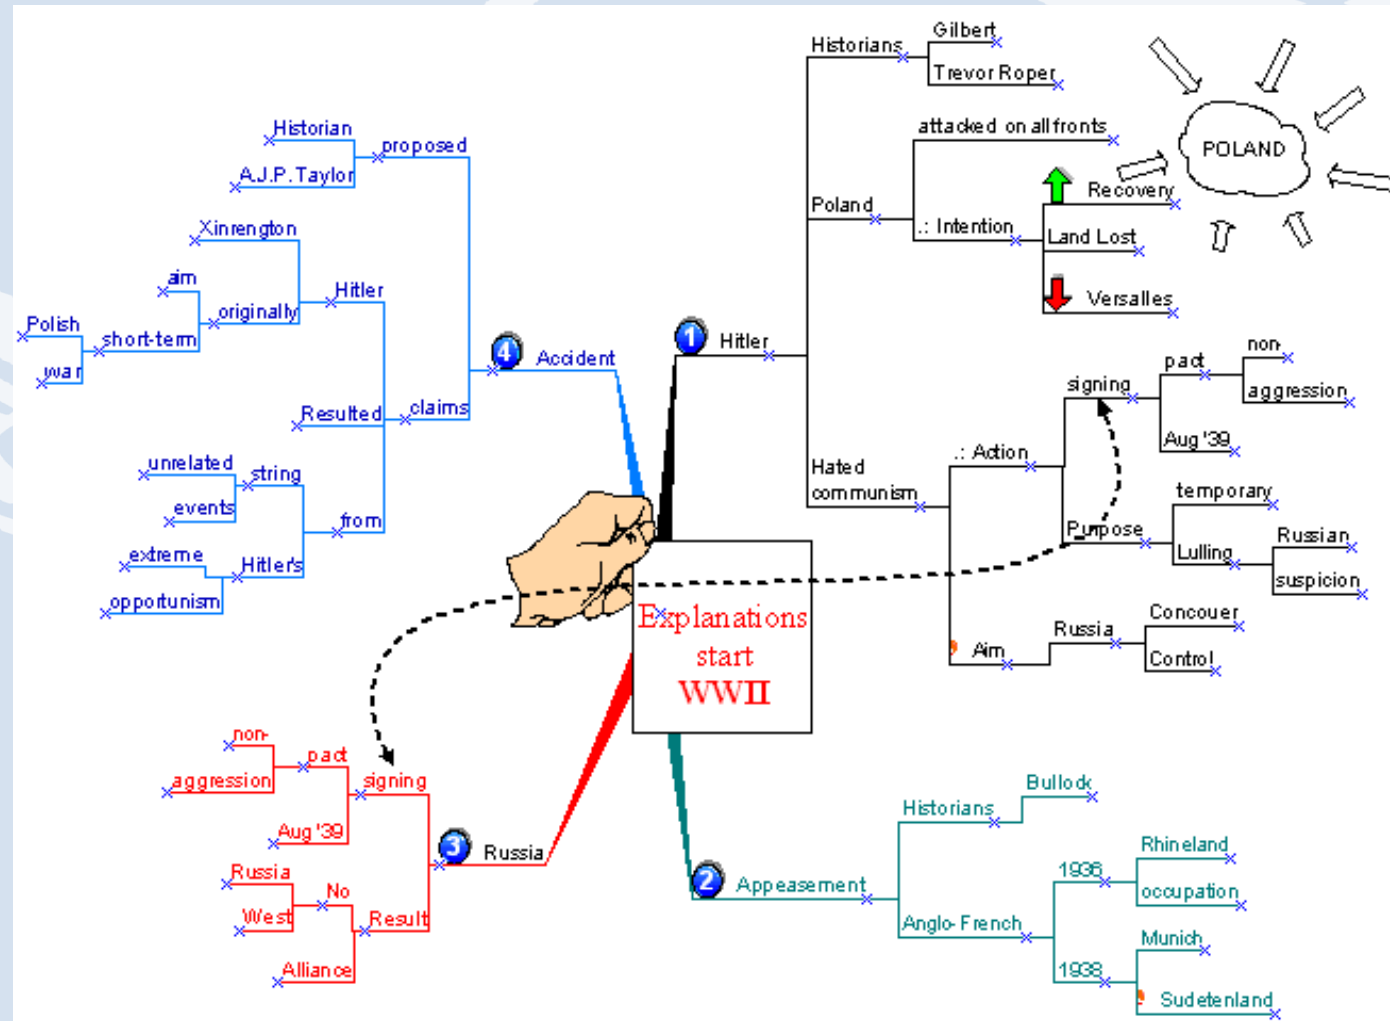 Explanations
start
WWII
1 Hitler
Historians
Gilbert
Trevor Roper
Poland
attacked on all fronts
.: Intention
Recovery
Land Lost
Versalles
POLAND
Hated
communism
.: Action
signing
pact
non-
aggression
Aug '39
Purpose
temporary
Lulling
Russian
suspicion
Aim
Russia
Concouer
Control
2 Appeasement
Historians
Bullock
Anglo-French
1936
Rhineland
occupation
1938
Munich
Sudetenland
3 Russia
signing
pact
non-
aggression
Aug '39
Result
No
Russia
West
Alliance
4 Accident
proposed
Historian
A.J.P. Taylor
claims
Hitler
Xinrengton
originally
short-term
aim
Polish
war
Resulted
from
string
unrelated
events
Hitler's
extreme
opportunism